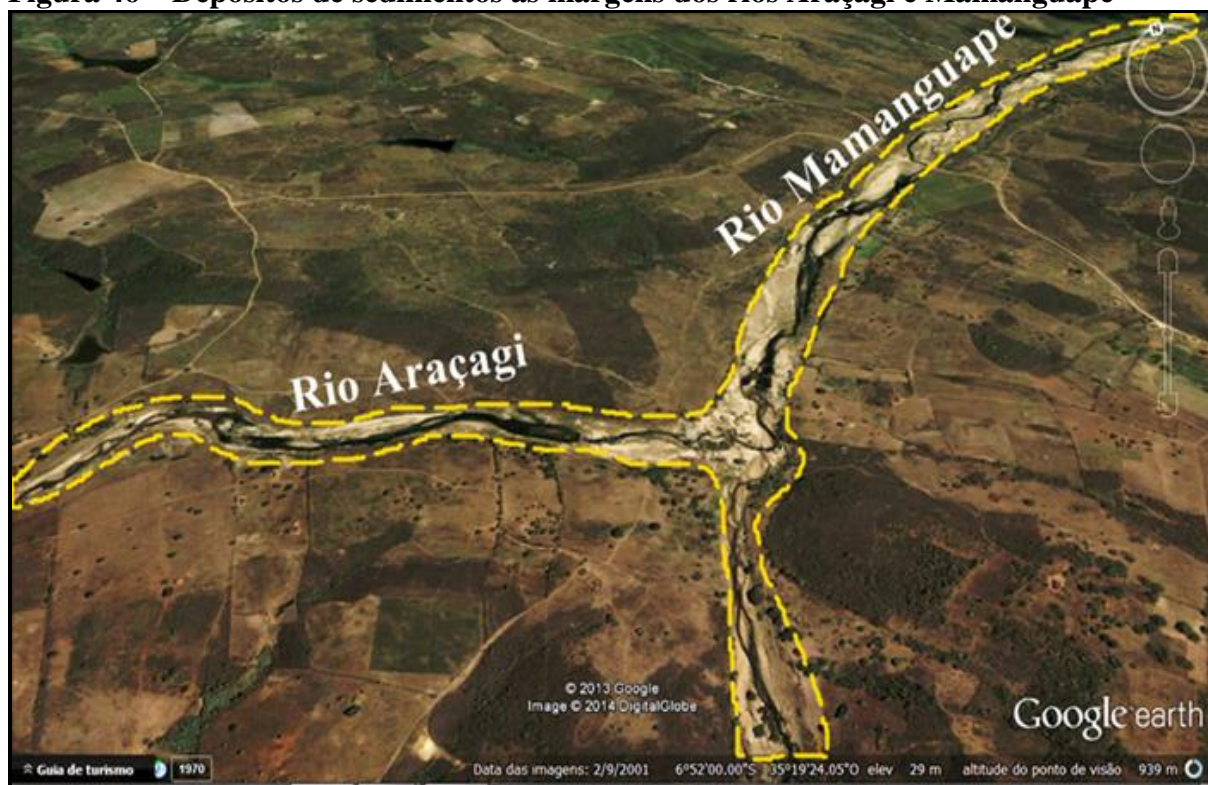 Figura 46 – Depósitos de sedimentos às margens dos Rios Araçagi e Mamanguape
N
Rio Mamanguape
Rio Araçagi
© 2013 Google
Image © 2014 DigitalGlobe
Google earth
Guia de turismo 1970 Data das imagens: 2/9/2001 6°52'00.00"S 35°19'24.05"O elev 29 m altitude do ponto de visão 939 m